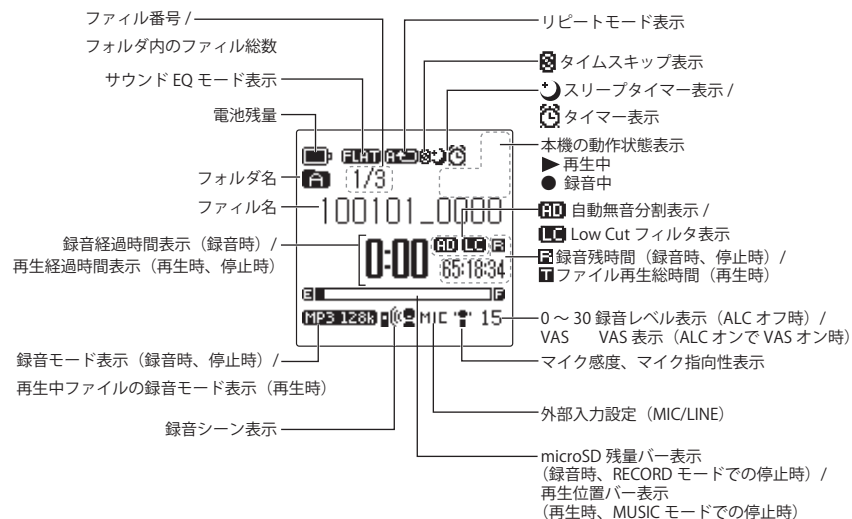 ファイル番号 /
フォルダ内のファイル総数
サウンド EQ モード表示
電池残量
フォルダ名
ファイル名
録音経過時間表示（録音時）/
再生経過時間表示（再生時、停止時）
録音モード表示（録音時、停止時）/
再生中ファイルの録音モード表示（再生時）
録音シーン表示
FLAT A
A 1/3
100101_0000
0:00 AD LC R
65:18:34
E F
MP3 128k MIC 15
リピートモード表示
タイムスキップ表示
スリープタイマー表示 /
タイマー表示
本機の動作状態表示
再生中
録音中
AD 自動無音分割表示 /
LC Low Cut フィルタ表示
R 録音残時間（録音時、停止時）/
T ファイル再生総時間（再生時）
0 ～ 30 録音レベル表示（ALC オフ時）/
VAS VAS 表示（ALC オンで VAS オン時）
マイク感度、マイク指向性表示
外部入力設定（MIC/LINE）
microSD 残量バー表示
（録音時、RECORD モードでの停止時）/
再生位置バー表示
（再生時、MUSIC モードでの停止時）